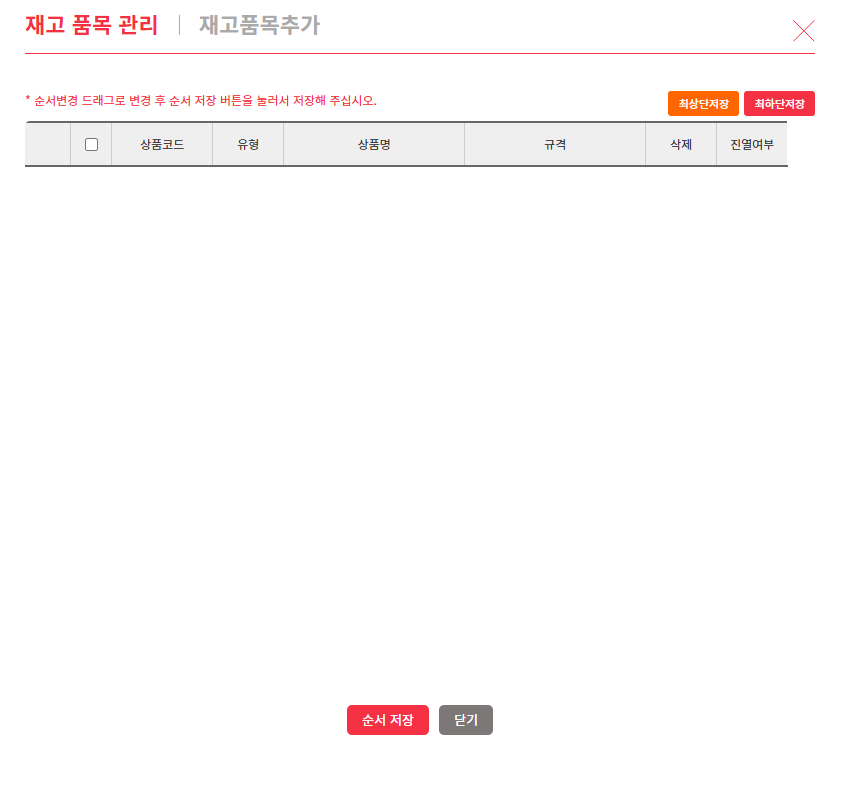 재고 품목 관리 재고품목추가
* 순서변경 드래그로 변경 후 순서 저장 버튼을 눌러서 저장해 주십시오.
최상단저장 최하단저장
상품코드 유형 상품명 규격 삭제 진열여부
순서 저장 닫기